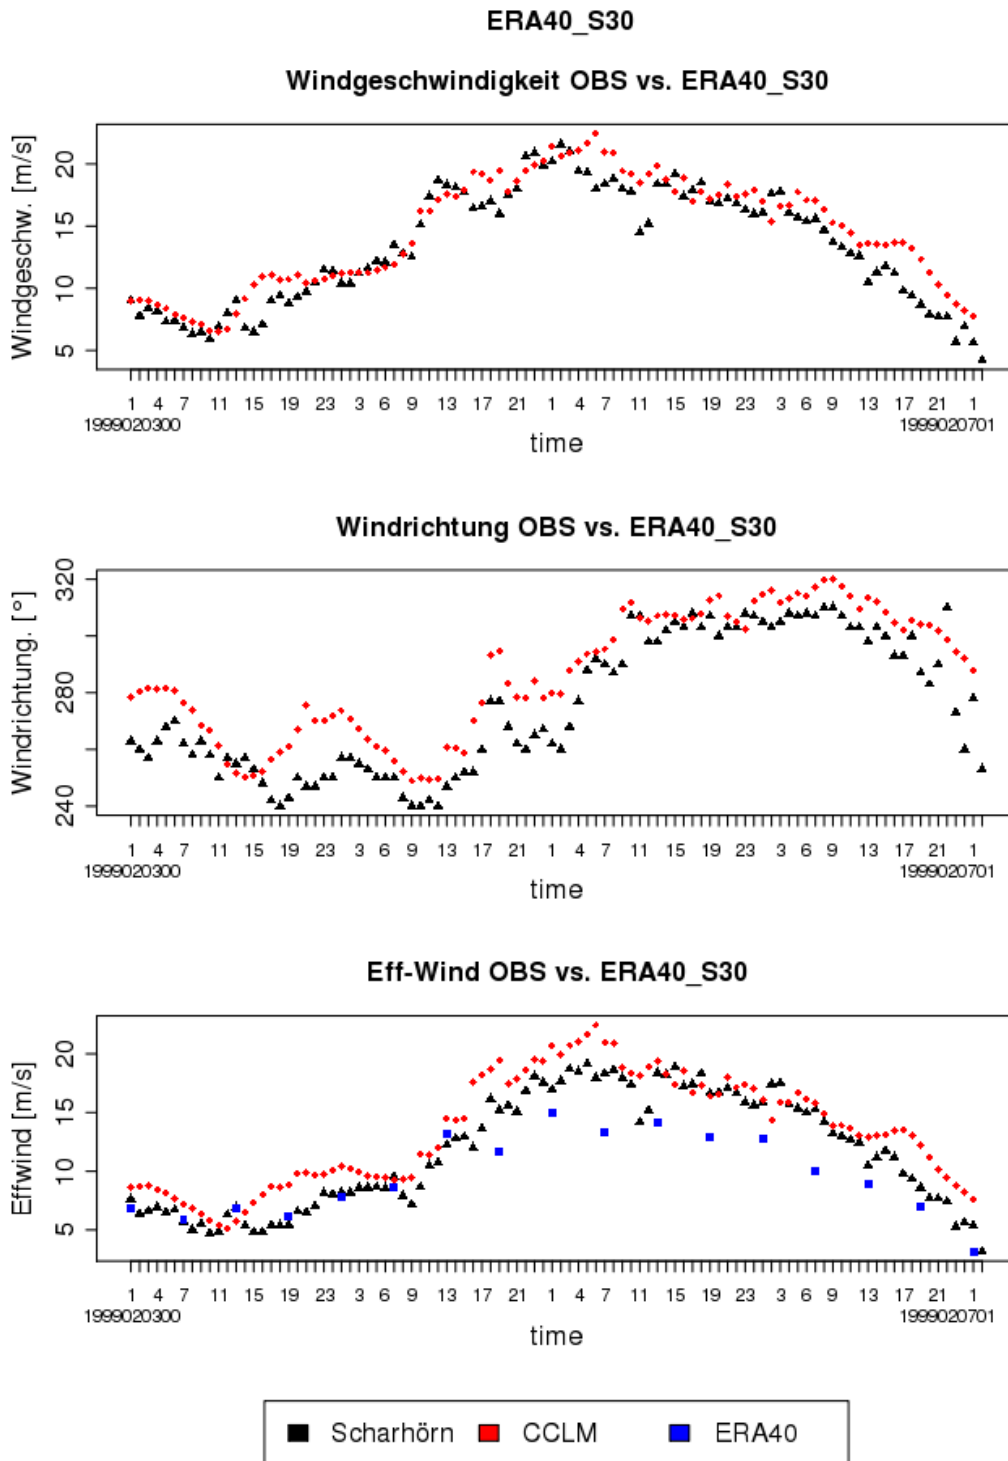 ERA40_S30
Windgeschwindigkeit OBS vs. ERA40_S30
Windgeschw. [m/s]
20
15
10
5
1 4 7 11 15 19 23 3 6 9 13 17 21 1 4 7 11 15 19 23 3 6 9 13 17 21 1
1999020300 1999020701
time
Windrichtung OBS vs. ERA40_S30
Windrichtung. [°]
320
280
240
1 4 7 11 15 19 23 3 6 9 13 17 21 1 4 7 11 15 19 23 3 6 9 13 17 21 1
1999020300 1999020701
time
Eff-Wind OBS vs. ERA40_S30
Effwind [m/s]
20
15
10
5
1 4 7 11 15 19 23 3 6 9 13 17 21 1 4 7 11 15 19 23 3 6 9 13 17 21 1
1999020300 1999020701
time
Scharhörn CCLM ERA40